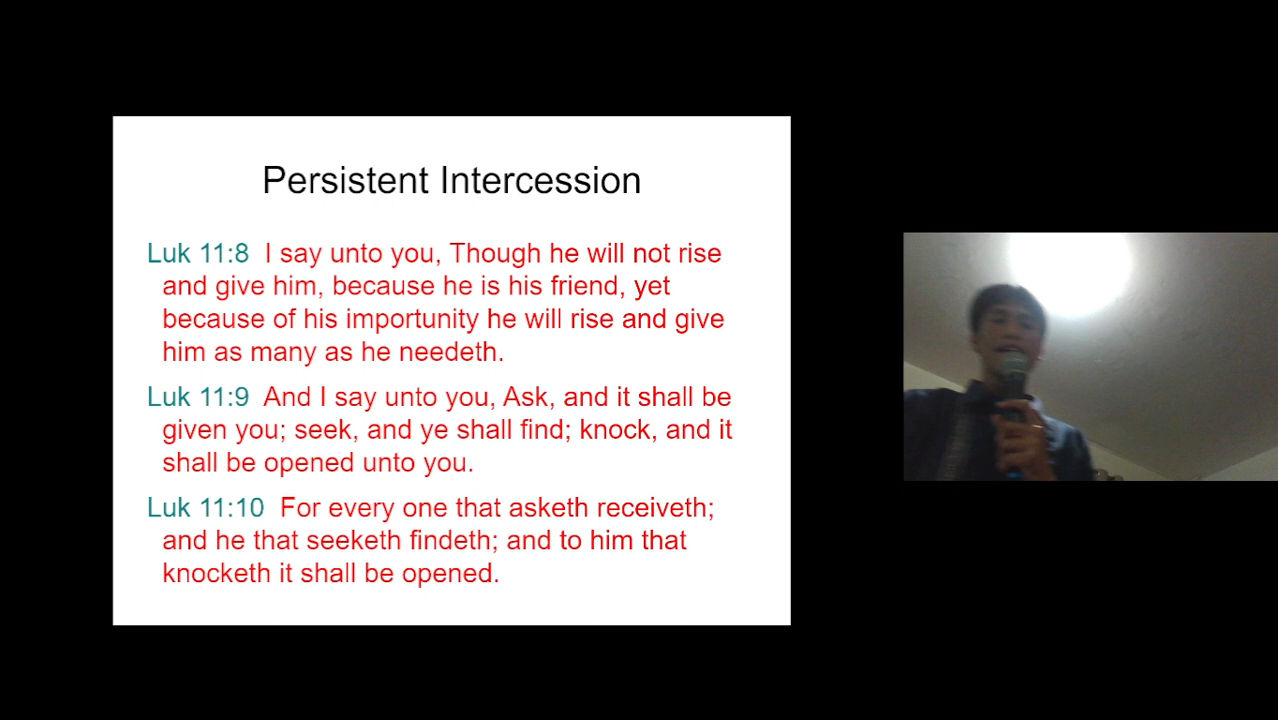 Persistent Intercession
Luk 11:8  I say unto you, Though he will not rise
and give him, because he is his friend, yet
because of his importunity he will rise and give
him as many as he needeth.
Luk 11:9  And I say unto you, Ask, and it shall be
given you; seek, and ye shall find; knock, and it
shall be opened unto you.
Luk 11:10  For every one that asketh receiveth;
and he that seeketh findeth; and to him that
knocketh it shall be opened.